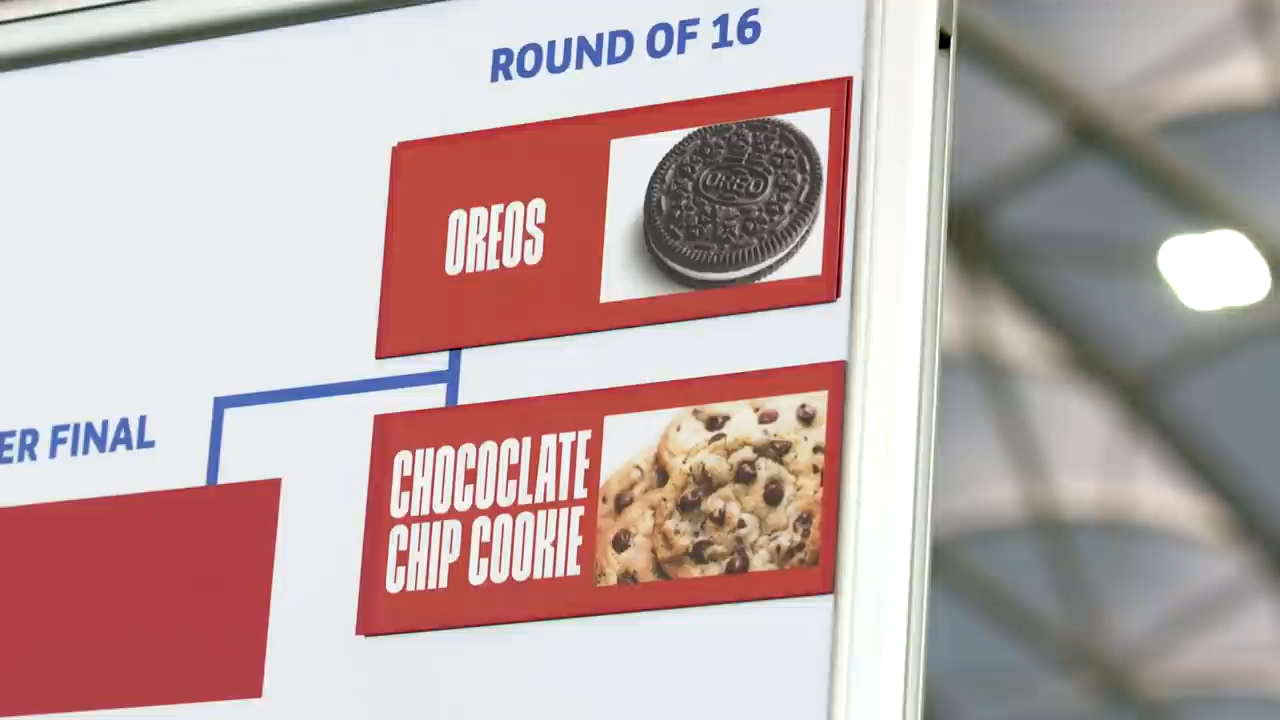 ROUND OF 16
OREOS
OREO
CHOCOCLATE
CHIP COOKIE
ER FINAL